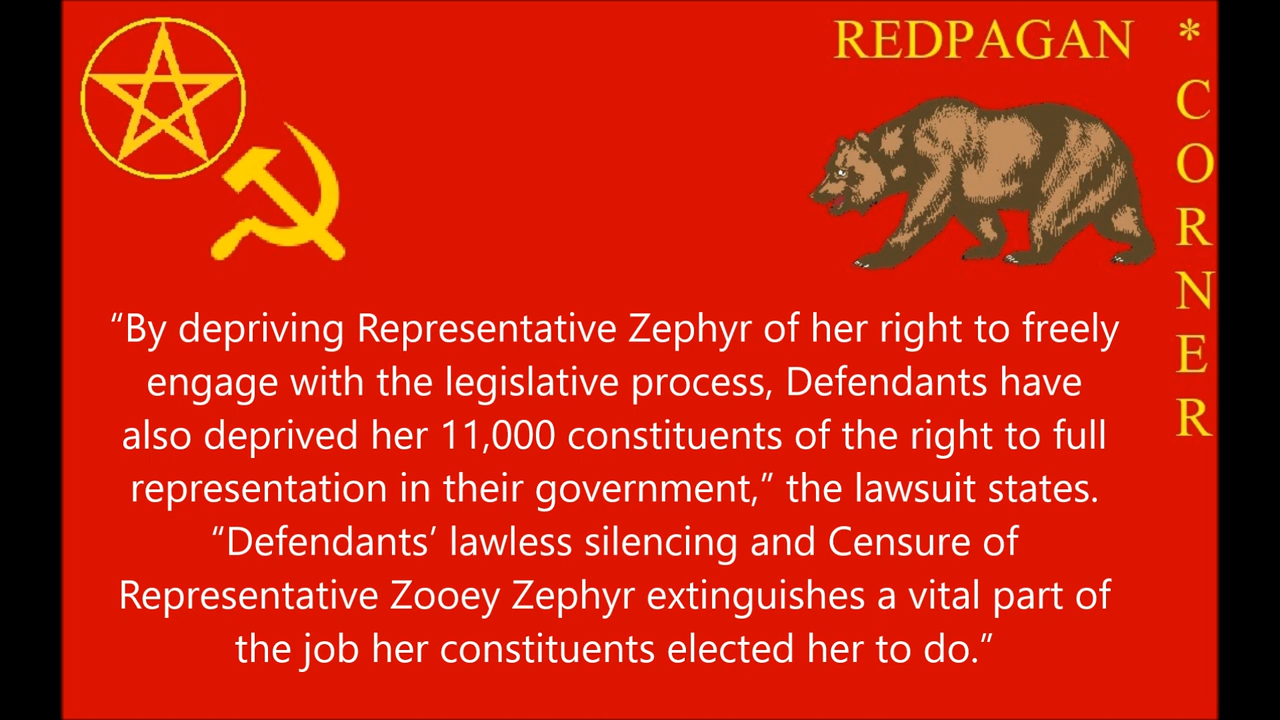 REDPAGAN * CORNER
“By depriving Representative Zephyr of her right to freely
engage with the legislative process, Defendants have
also deprived her 11,000 constituents of the right to full
representation in their government,” the lawsuit states.
“Defendants’ lawless silencing and Censure of
Representative Zooey Zephyr extinguishes a vital part of
the job her constituents elected her to do.”